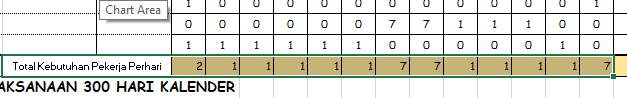 1 0 0 0 0 0 0 0 0 0 0 0 1
Chart Area
0 0 0 0 0 0 7 7 1 1 1 0 0
1 1 1 1 1 1 0 0 0 0 0 1 0
Total Kebutuhan Pekerja Perhari 2 1 1 1 1 1 7 7 1 1 1 1 7
AKSANAAN 300 HARI KALENDER